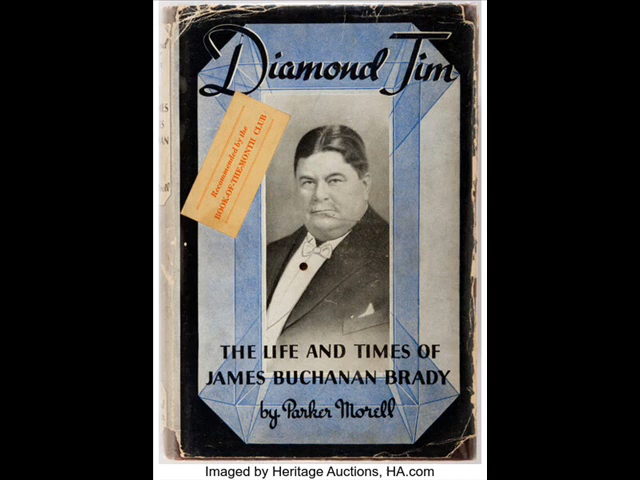 Diamond Jim
Recommended by the
BOOK-OF-THE-MONTH CLUB
THE LIFE AND TIMES OF
JAMES BUCHANAN BRADY
by Parker Morell
Imaged by Heritage Auctions, HA.com